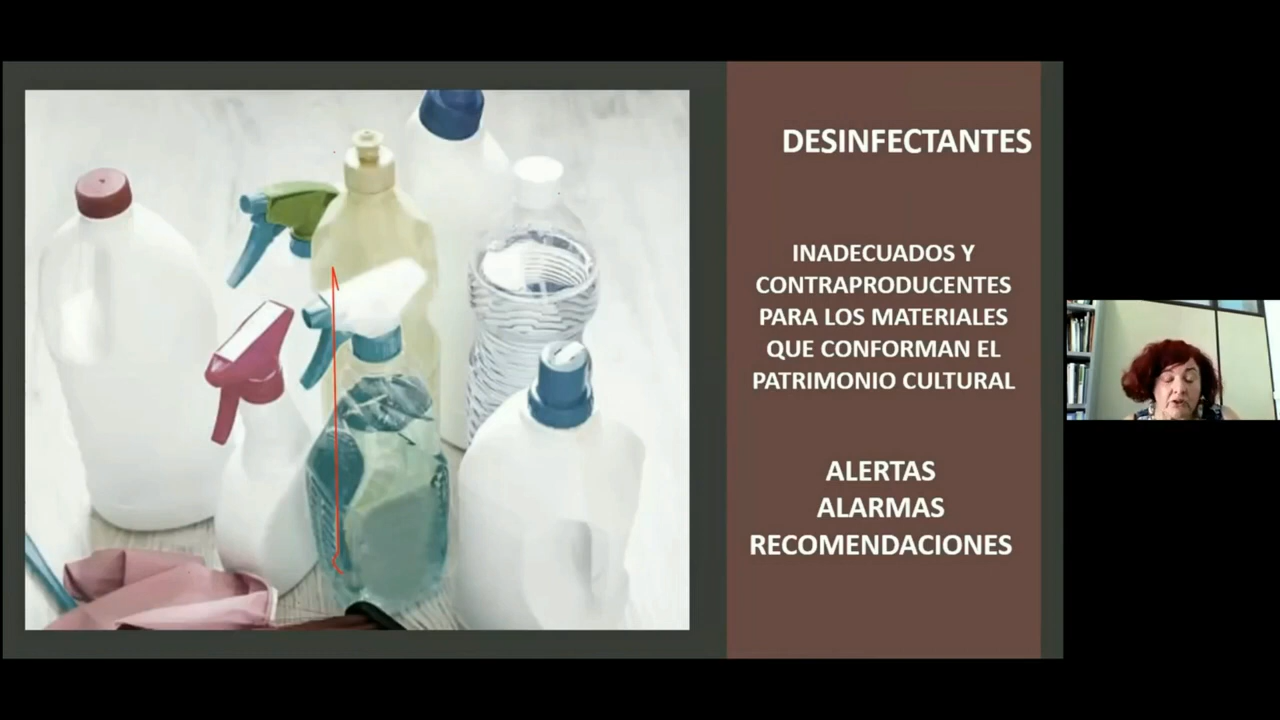 DESINFECTANTES
INADECUADOS Y
CONTRAPRODUCENTES
PARA LOS MATERIALES
QUE CONFORMAN EL
PATRIMONIO CULTURAL
ALERTAS
ALARMAS
RECOMENDACIONES